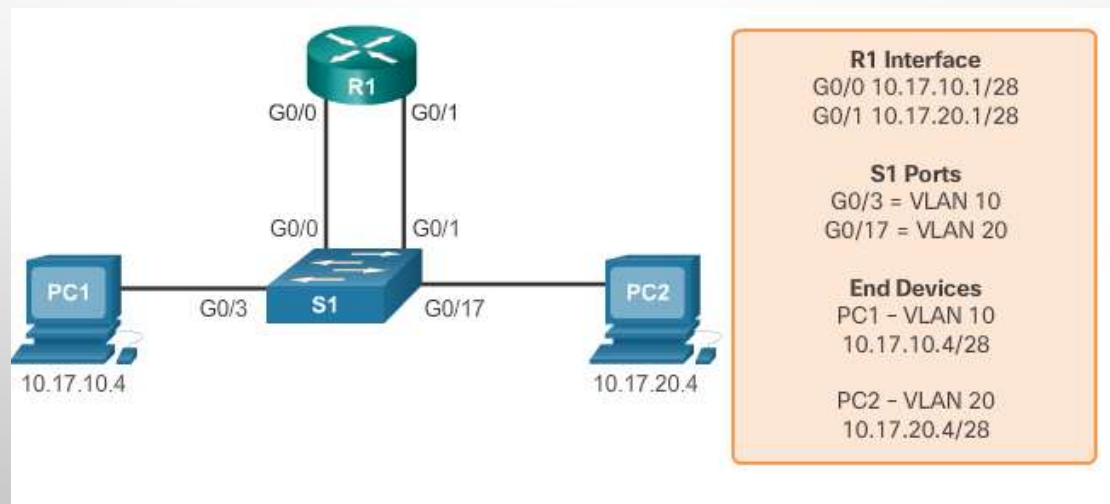 R1
G0/0
G0/1
G0/0
G0/1
PC1
G0/3
S1
G0/17
PC2
10.17.10.4
10.17.20.4
R1 Interface
G0/0 10.17.10.1/28
G0/1 10.17.20.1/28
S1 Ports
G0/3 = VLAN 10
G0/17 = VLAN 20
End Devices
PC1 – VLAN 10
10.17.10.4/28
PC2 – VLAN 20
10.17.20.4/28